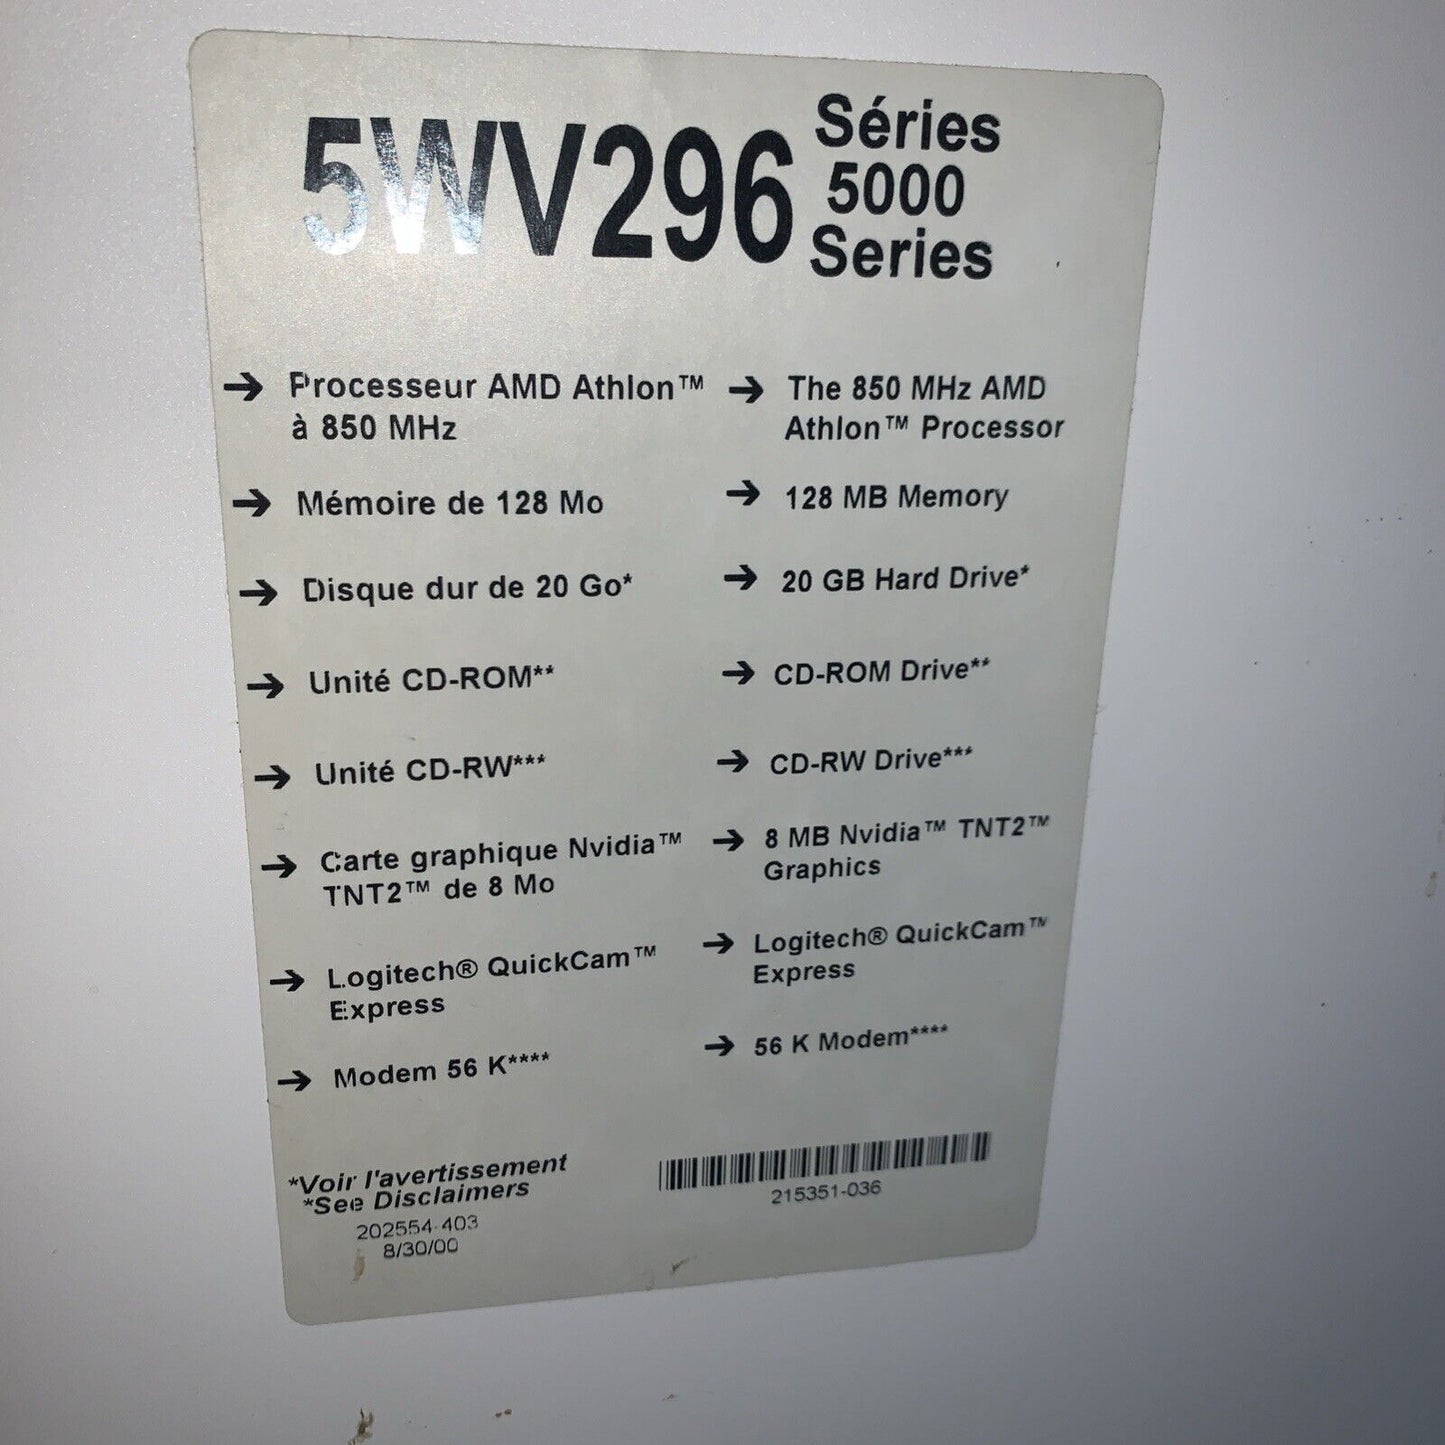 5WV296
Séries
5000
Series
→ Processeur AMD Athlon™
à 850 MHz
→ Mémoire de 128 Mo
→ Disque dur de 20 Go*
→ Unité CD-ROM**
→ Unité CD-RW***
→ Carte graphique Nvidia™
TNT2™ de 8 Mo
→ Logitech® QuickCam™
Express
→ Modem 56 K****
→ The 850 MHz AMD
Athlon™ Processor
→ 128 MB Memory
→ 20 GB Hard Drive*
→ CD-ROM Drive**
→ CD-RW Drive***
→ 8 MB Nvidia™ TNT2™
Graphics
→ Logitech® QuickCam™
Express
→ 56 K Modem****
*Voir l'avertissement
*See Disclaimers
202554-403
8/30/00
215351-036